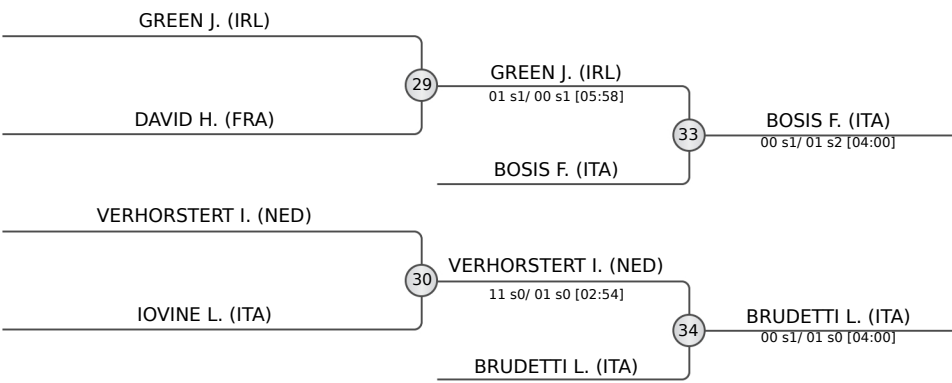 GREEN J. (IRL)
DAVID H. (FRA)
29
GREEN J. (IRL)
01 s1/ 00 s1 [05:58]
BOSIS F. (ITA)
33
BOSIS F. (ITA)
00 s1/ 01 s2 [04:00]
VERHORSTERT I. (NED)
IOVINE L. (ITA)
30
VERHORSTERT I. (NED)
11 s0/ 01 s0 [02:54]
BRUDETTI L. (ITA)
34
BRUDETTI L. (ITA)
00 s1/ 01 s0 [04:00]